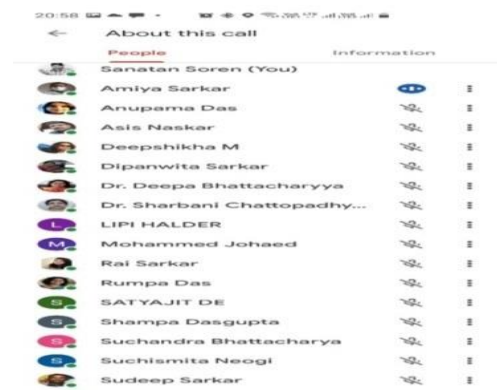 20:58
About this call
People Information
Sanatan Soren (You)
Amiya Sarkar
Anupama Das
Asis Naskar
Deepshikha M
Dipanwita Sarkar
Dr. Deepa Bhattacharyya
Dr. Sharbani Chattopadhy...
L LIPI HALDER
M Mohammed Johaed
Rai Sarkar
Rumpa Das
S SATYAJIT DE
S Shampa Dasgupta
S Suchandra Bhattacharya
S Suchismita Neogi
Sudeep Sarkar